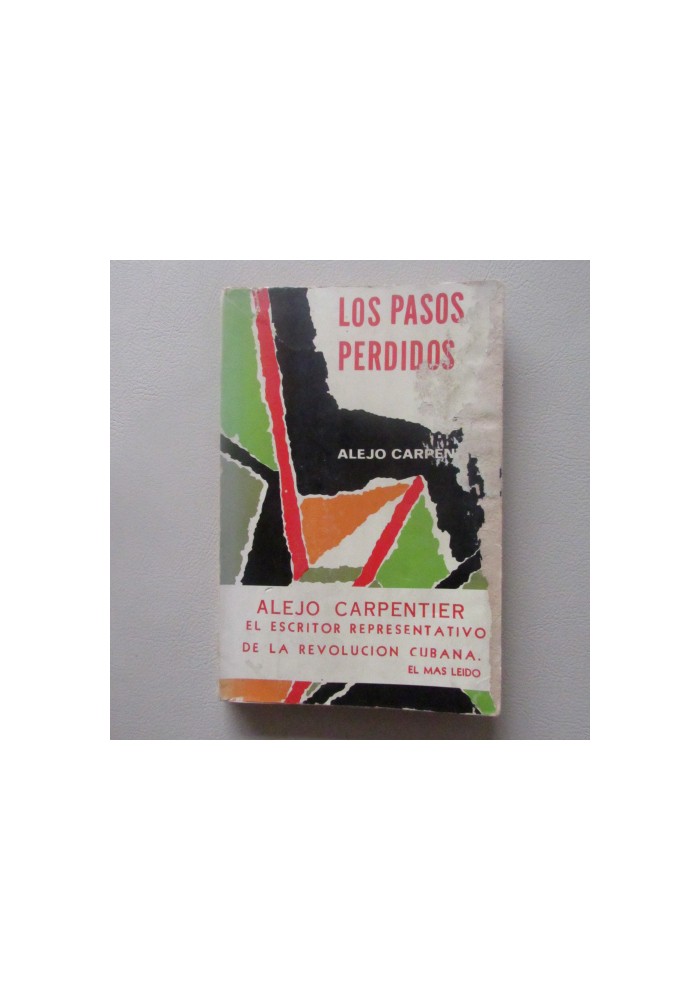 LOS PASOS
PERDIDOS
ALEJO CARPEN
ALEJO CARPENTIER
EL ESCRITOR REPRESENTATIVO
DE LA REVOLUCION CUBANA.
EL MAS LEIDO